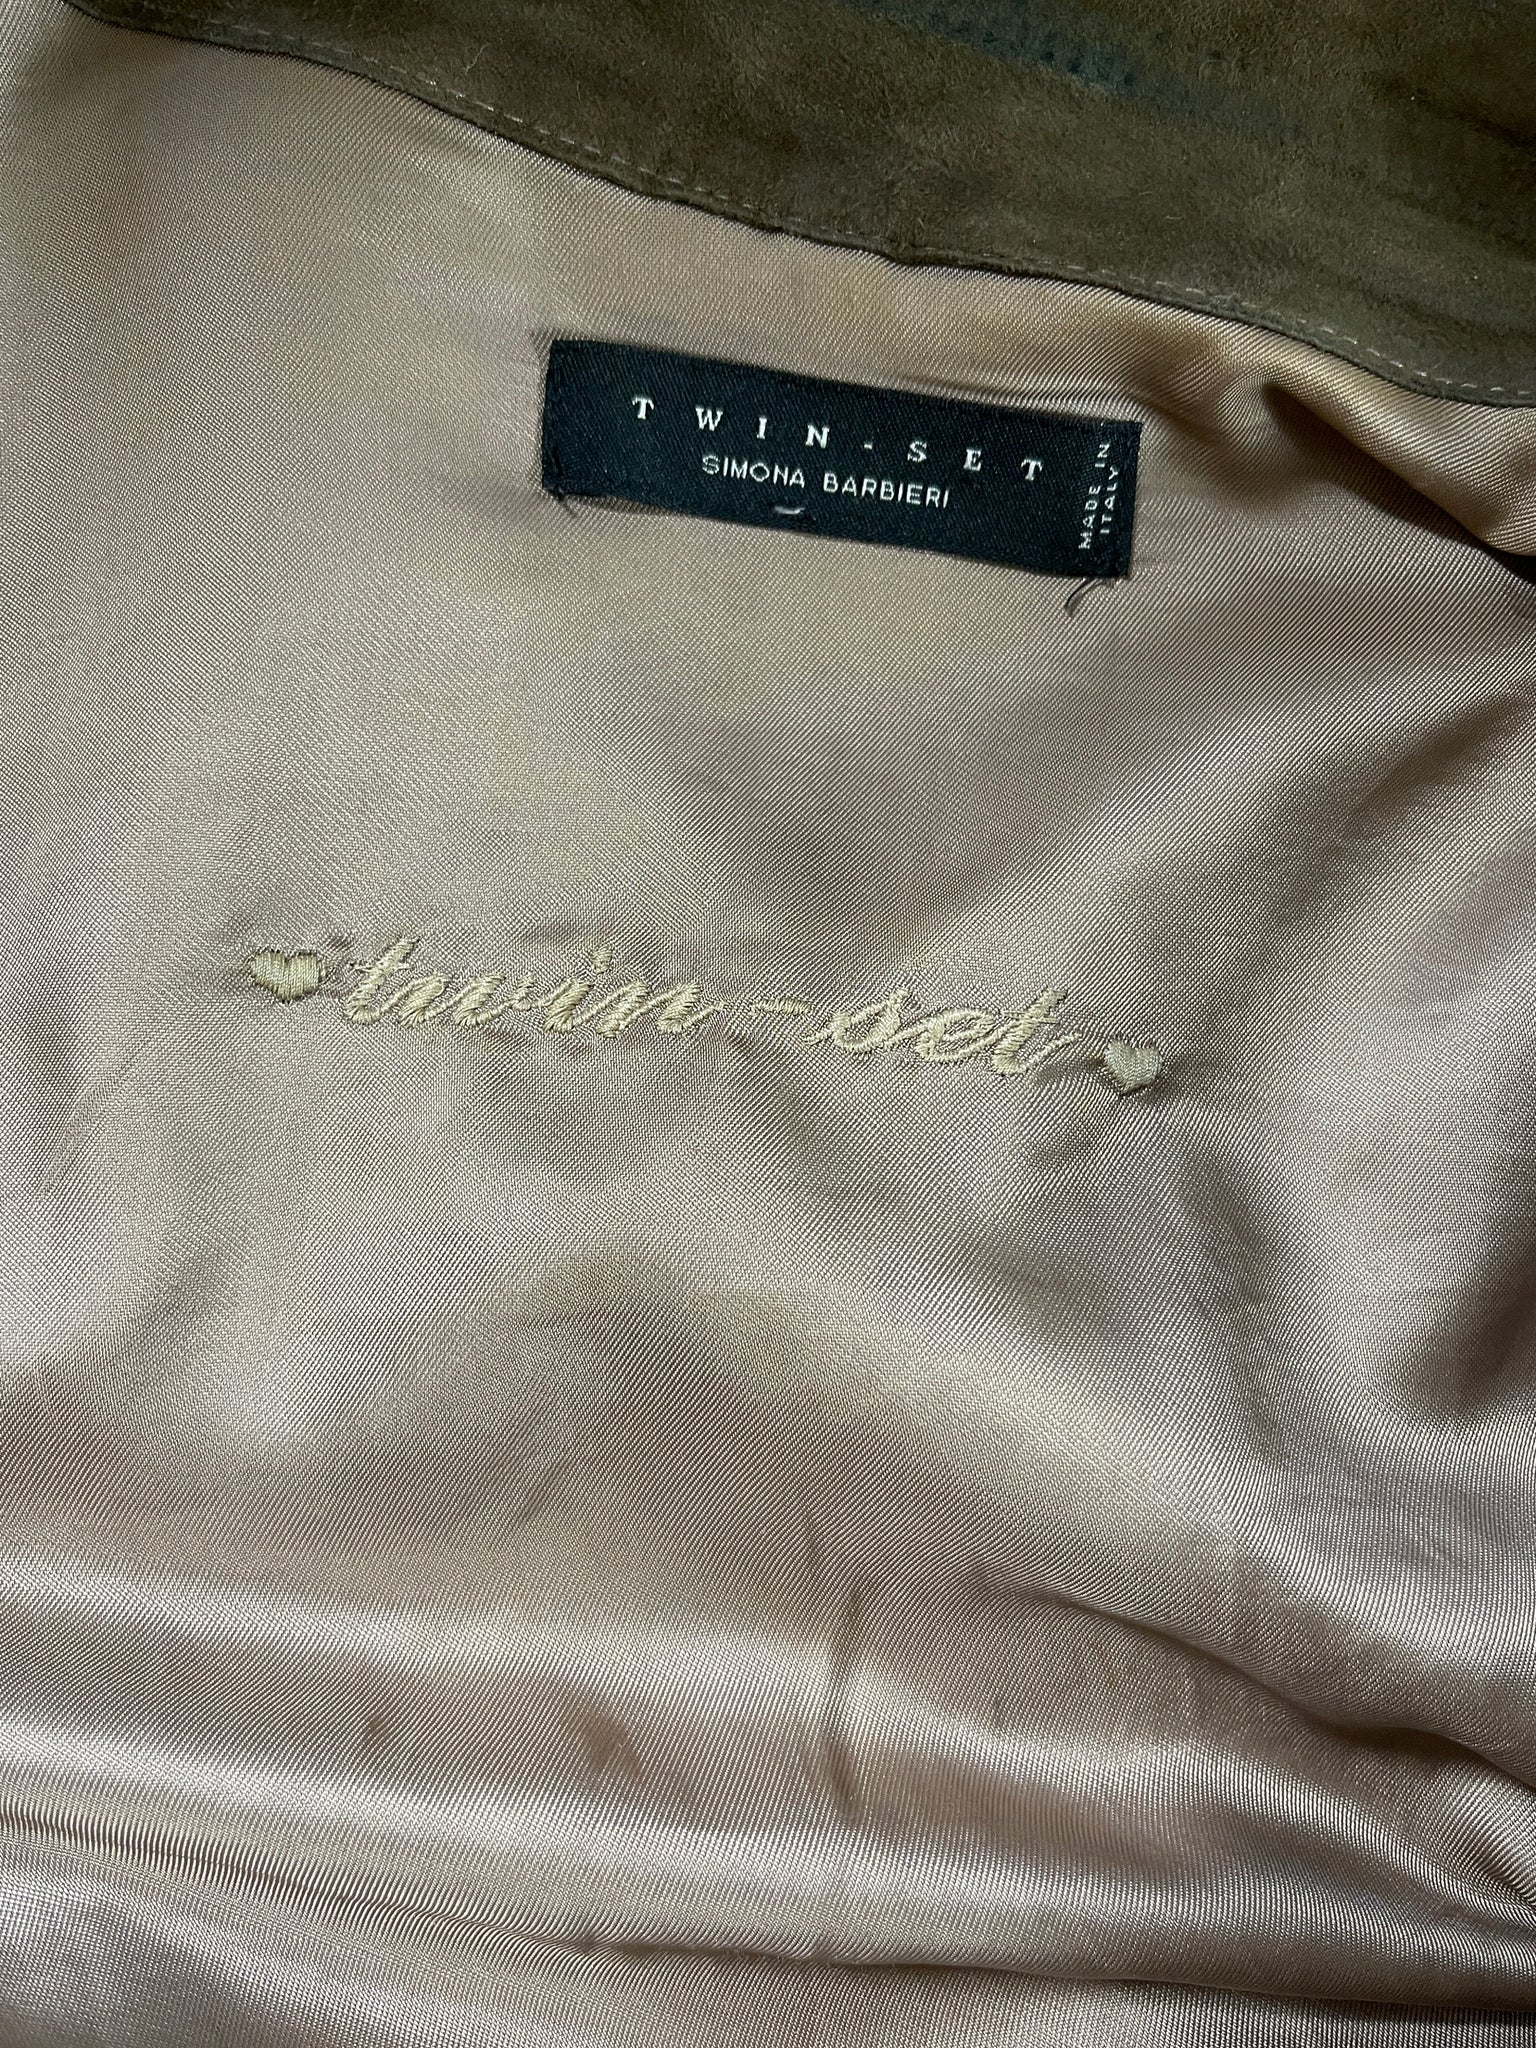 TWIN-SET
SIMONA BARBIERI
MADE IN
ITALY
twin-set